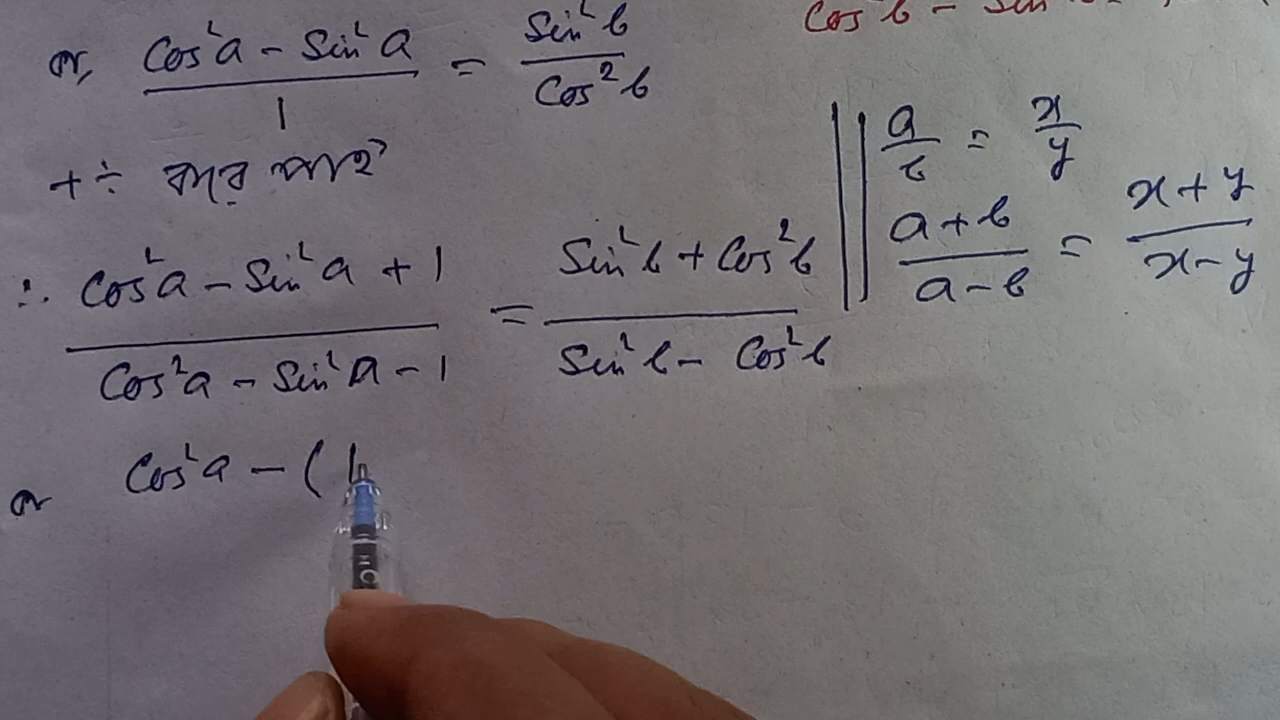 or, (Cos²a - Sin²a)/1 = Sin²b/Cos²b
+÷ করে পাই
∴ (Cos²a - Sin²a + 1)/(Cos²a - Sin²a - 1) = (Sin²b + Cos²b)/(Sin²b - Cos²b)
or Cos²a - (1
Cos²b -
a/b = x/y
(a+b)/(a-b) = (x+y)/(x-y)